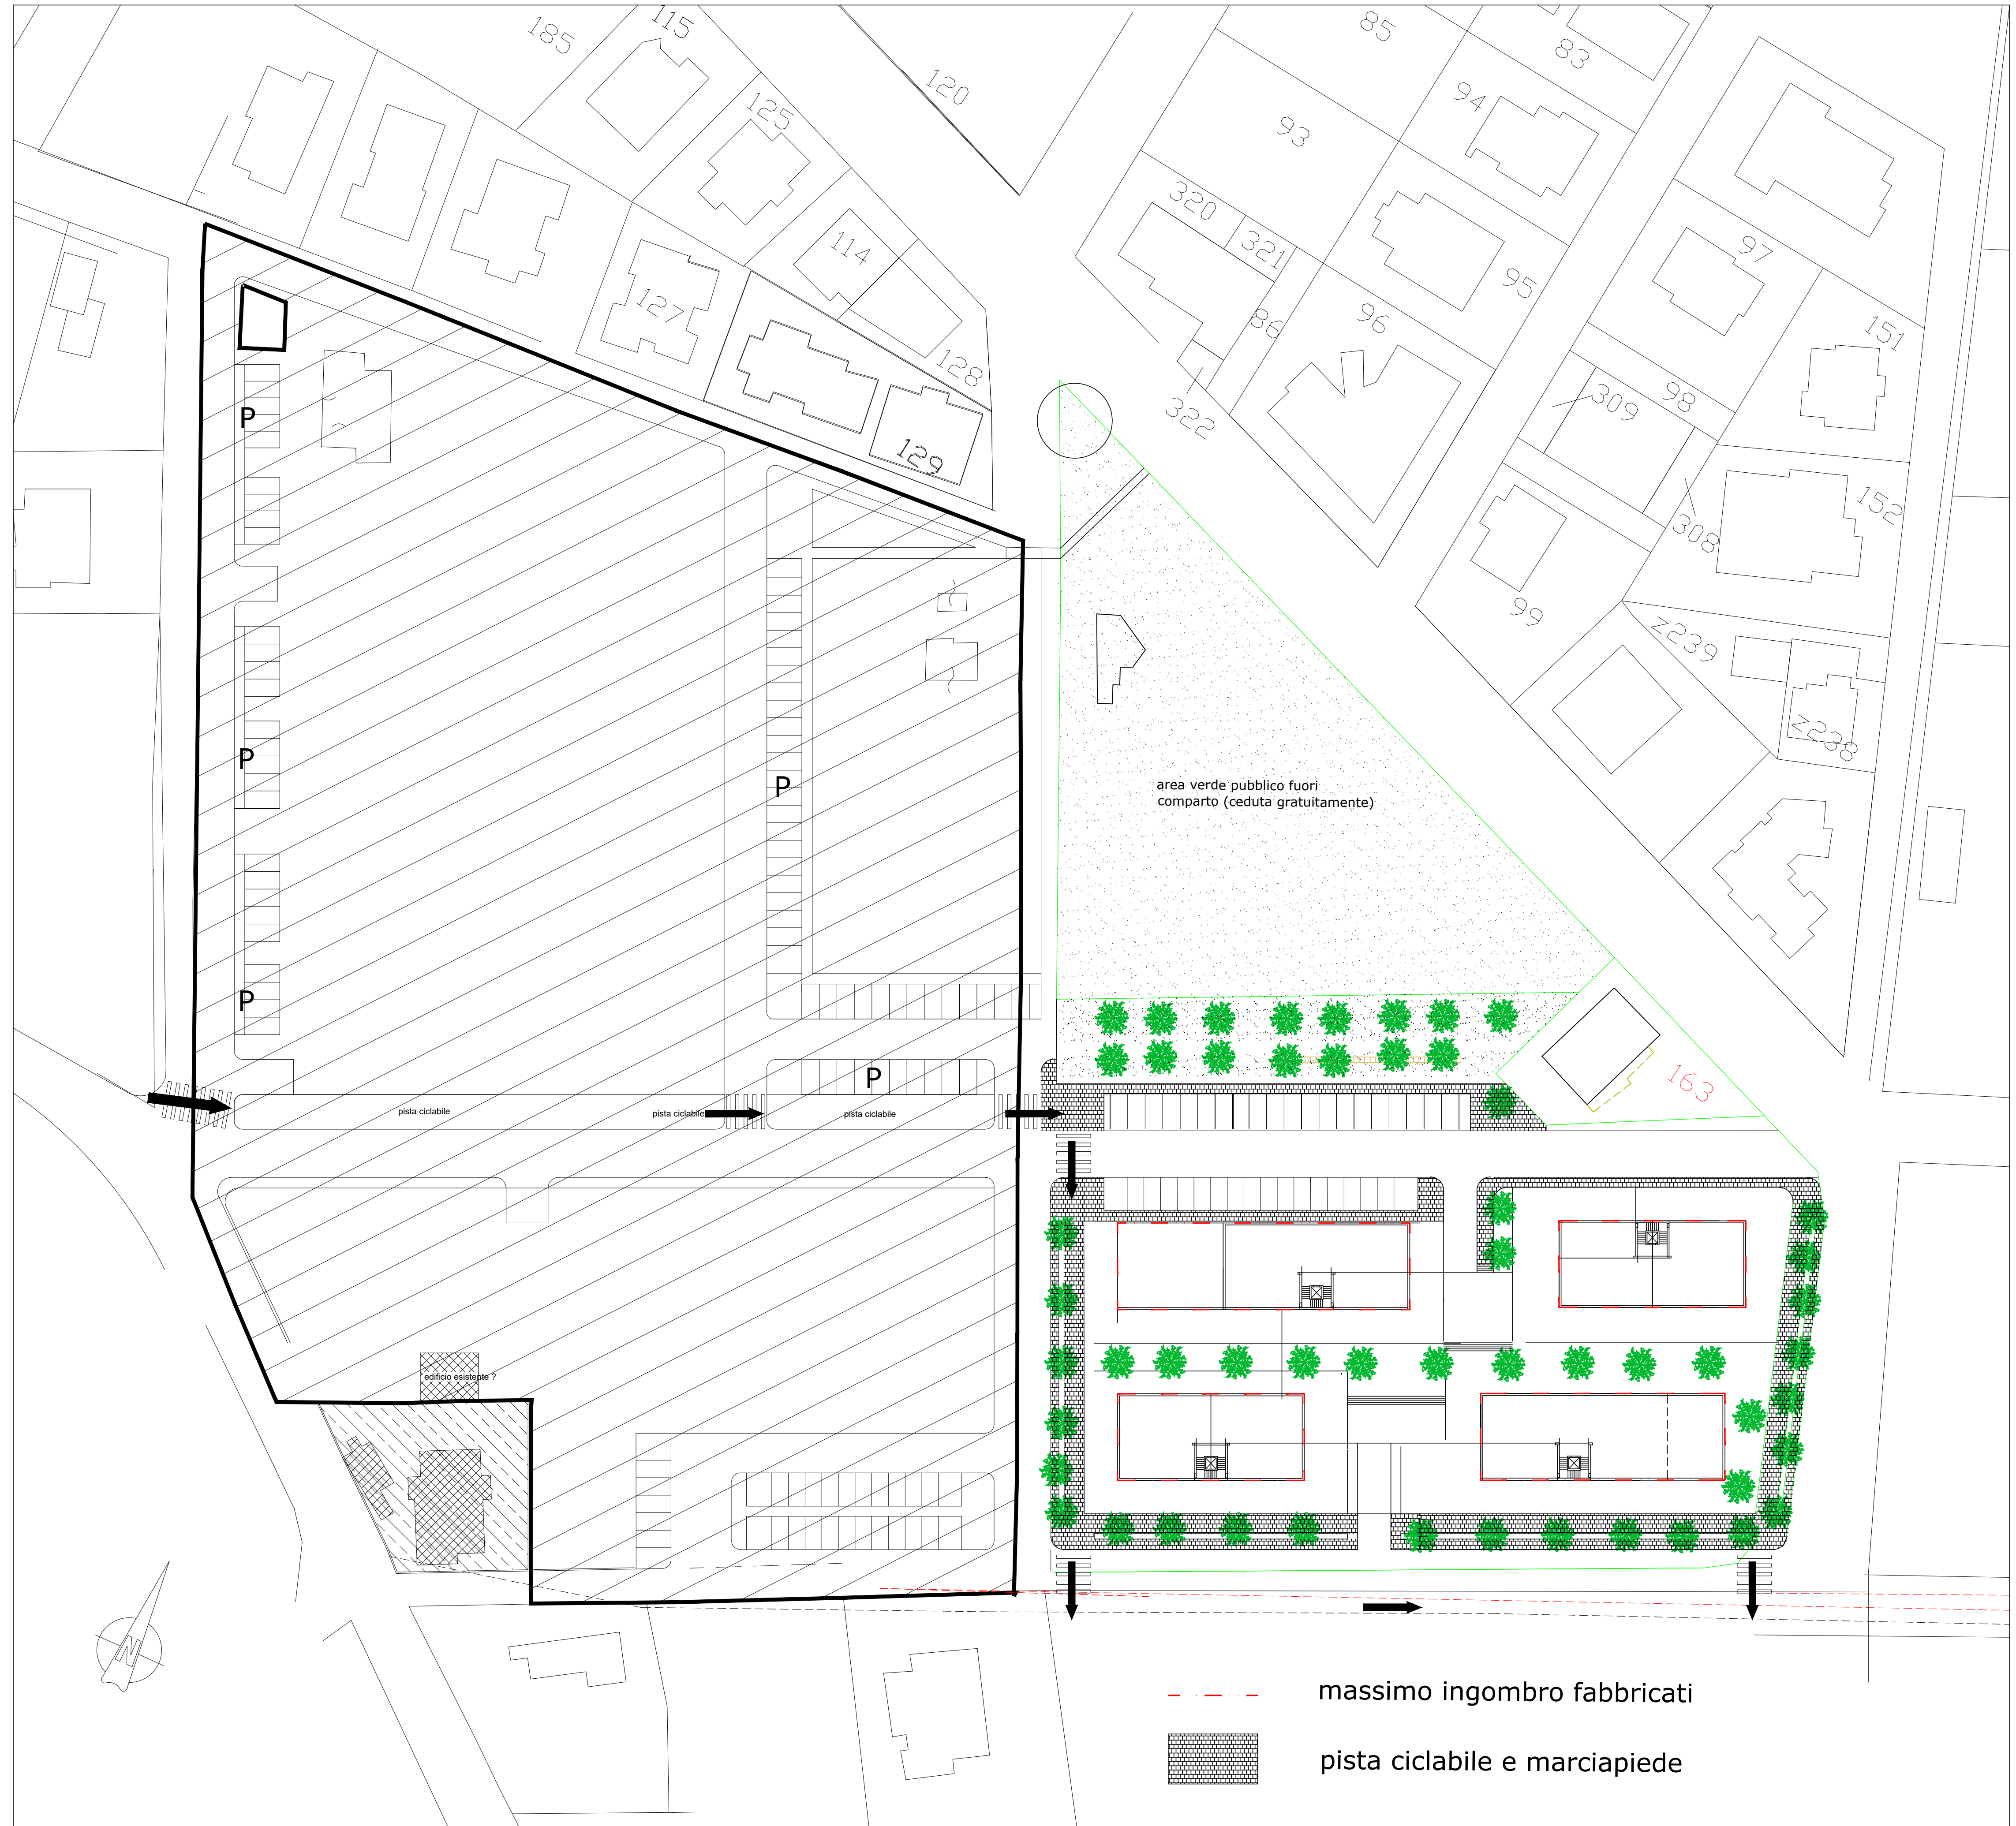 185
115
85
83
120
125
94
93
320
321
97
114
95
127
86
96
151
128
98
309
322
P
129
152
308
99
z239
z238
P
P
area verde pubblico fuori
comparto (ceduta gratuitamente)
P
P
163
pista ciclabile
pista ciclabile
pista ciclabile
edificio esistente ?
N
massimo ingombro fabbricati
pista ciclabile e marciapiede